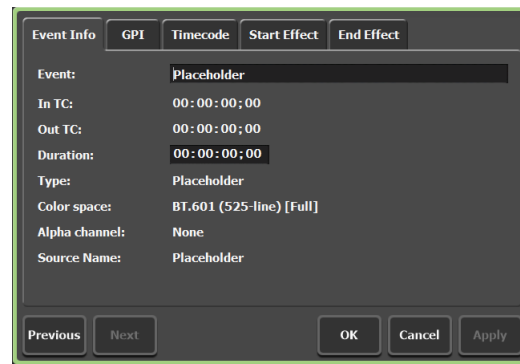 Event Info GPI Timecode Start Effect End Effect
Event: Placeholder
In TC: 00:00:00;00
Out TC: 00:00:00;00
Duration: 00:00:00;00
Type: Placeholder
Color space: BT.601 (525-line) [Full]
Alpha channel: None
Source Name: Placeholder
Previous Next OK Cancel Apply